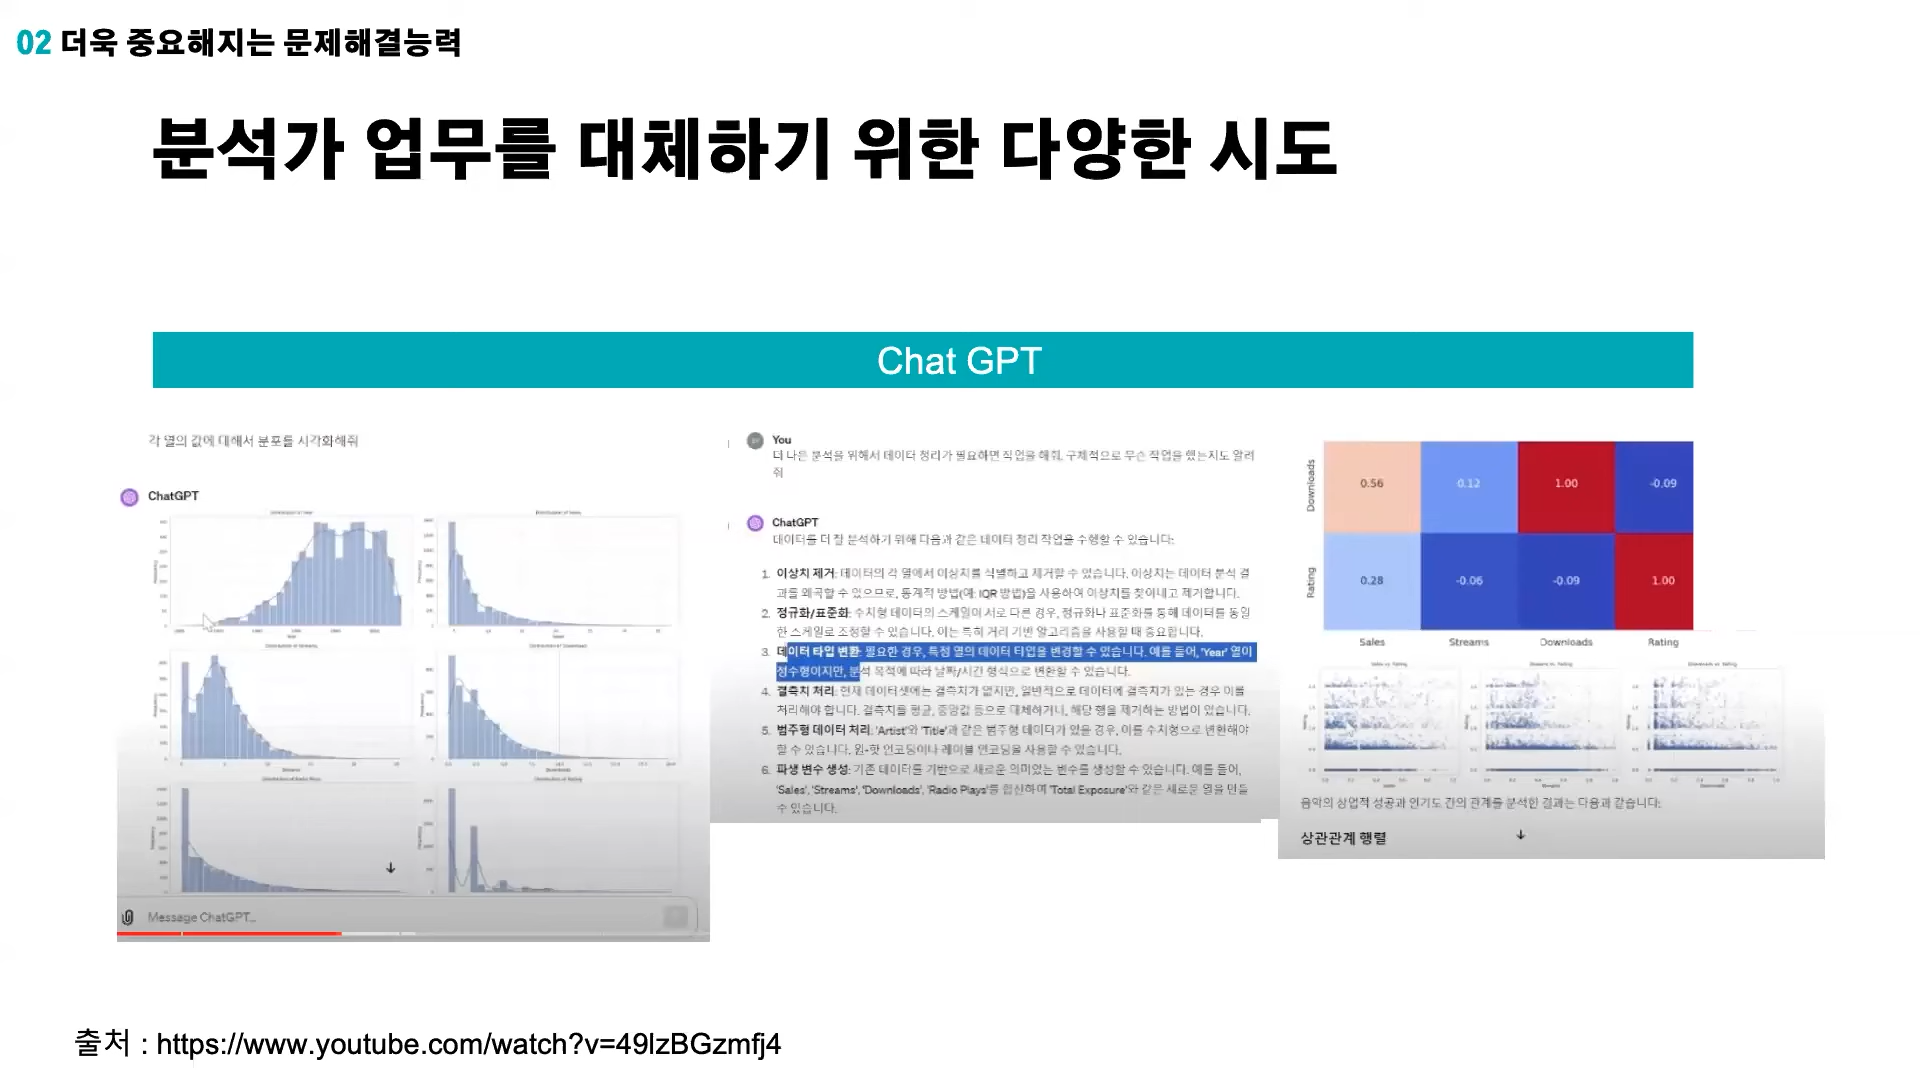 02 더욱 중요해지는 문제해결능력
분석가 업무를 대체하기 위한 다양한 시도
Chat GPT
각 열의 값에 대해서 분포를 시각화해줘
ChatGPT
Message ChatGPT...
You
더 나은 분석을 위해서 데이터 정리가 필요하면 작업을 해줘. 구체적으로 무슨 작업을 했는지도 알려
줘
ChatGPT
데이터를 더 잘 분석하기 위해 다음과 같은 데이터 정리 작업을 수행할 수 있습니다:
1. 이상치 제거: 데이터의 각 열에서 이상치를 식별하고 제거할 수 있습니다. 이상치는 데이터 분석 결
과를 왜곡할 수 있으므로, 통계적 방법(예: IQR 방법)을 사용하여 이상치를 찾아내고 제거합니다.
2. 정규화/표준화: 수치형 데이터의 스케일이 서로 다른 경우, 정규화나 표준화를 통해 데이터를 동일
한 스케일로 조정할 수 있습니다. 이는 특히 거리 기반 알고리즘을 사용할 때 중요합니다.
3. 데이터 타입 변환: 필요한 경우, 특정 열의 데이터 타입을 변경할 수 있습니다. 예를 들어, 'Year' 열이
정수형이지만, 분석 목적에 따라 날짜/시간 형식으로 변환할 수 있습니다.
4. 결측치 처리: 현재 데이터셋에는 결측치가 없지만, 일반적으로 데이터에 결측치가 있는 경우 이를
처리해야 합니다. 결측치를 평균, 중앙값 등으로 대체하거나, 해당 행을 제거하는 방법이 있습니다.
5. 범주형 데이터 처리: 'Artist'와 'Title'과 같은 범주형 데이터가 있을 경우, 이를 수치형으로 변환해야
할 수 있습니다. 원-핫 인코딩이나 레이블 인코딩을 사용할 수 있습니다.
6. 파생 변수 생성: 기존 데이터를 기반으로 새로운 의미있는 변수를 생성할 수 있습니다. 예를 들어,
'Sales', 'Streams', 'Downloads', 'Radio Plays'를 합산하여 'Total Exposure'와 같은 새로운 열을 만들
수 있습니다.
Downloads
0.56 0.12 1.00 -0.09
Rating
0.28 -0.06 -0.09 1.00
Sales Streams Downloads Rating
음악의 상업적 성공과 인기도 간의 관계를 분석한 결과는 다음과 같습니다:
상관관계 행렬
출처 : https://www.youtube.com/watch?v=49lzBGzmfj4